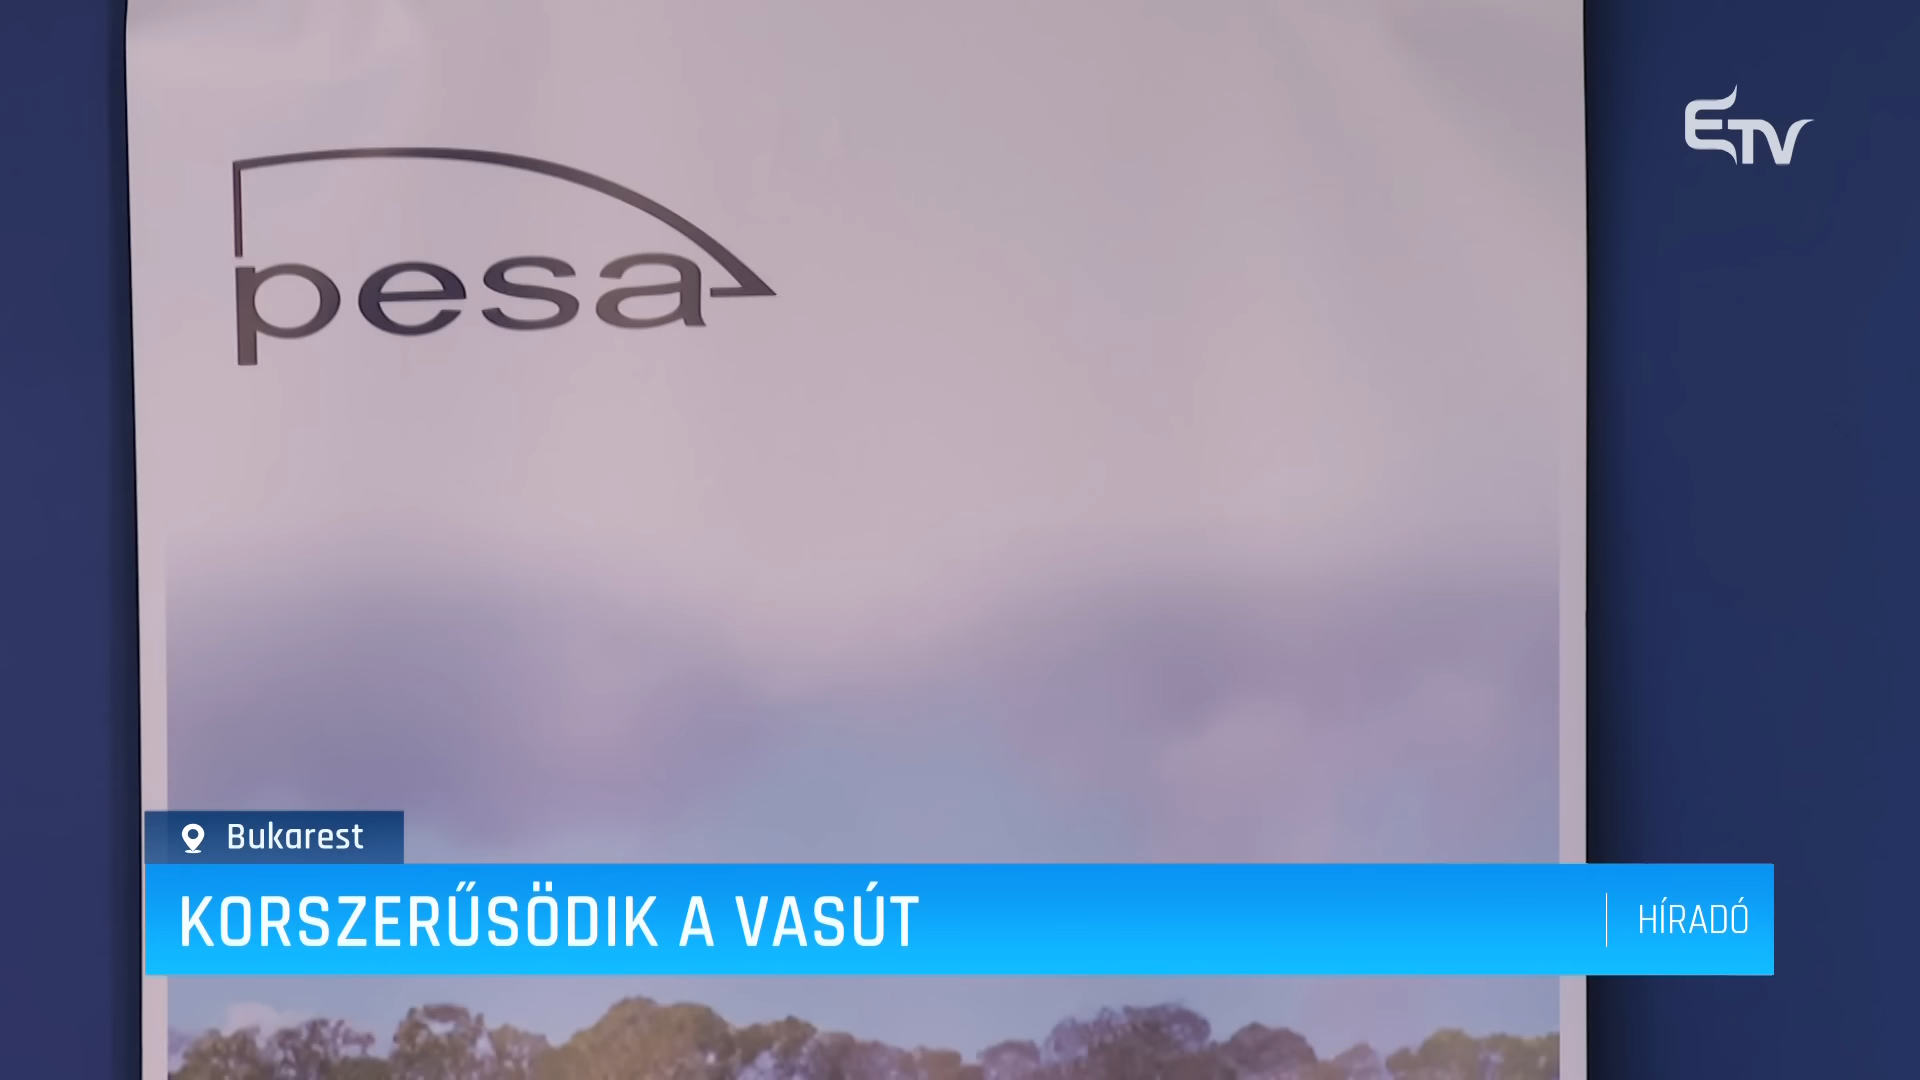 ETV
pesa
Bukarest
KORSZERŰSÖDIK A VASÚT
HÍRADÓ